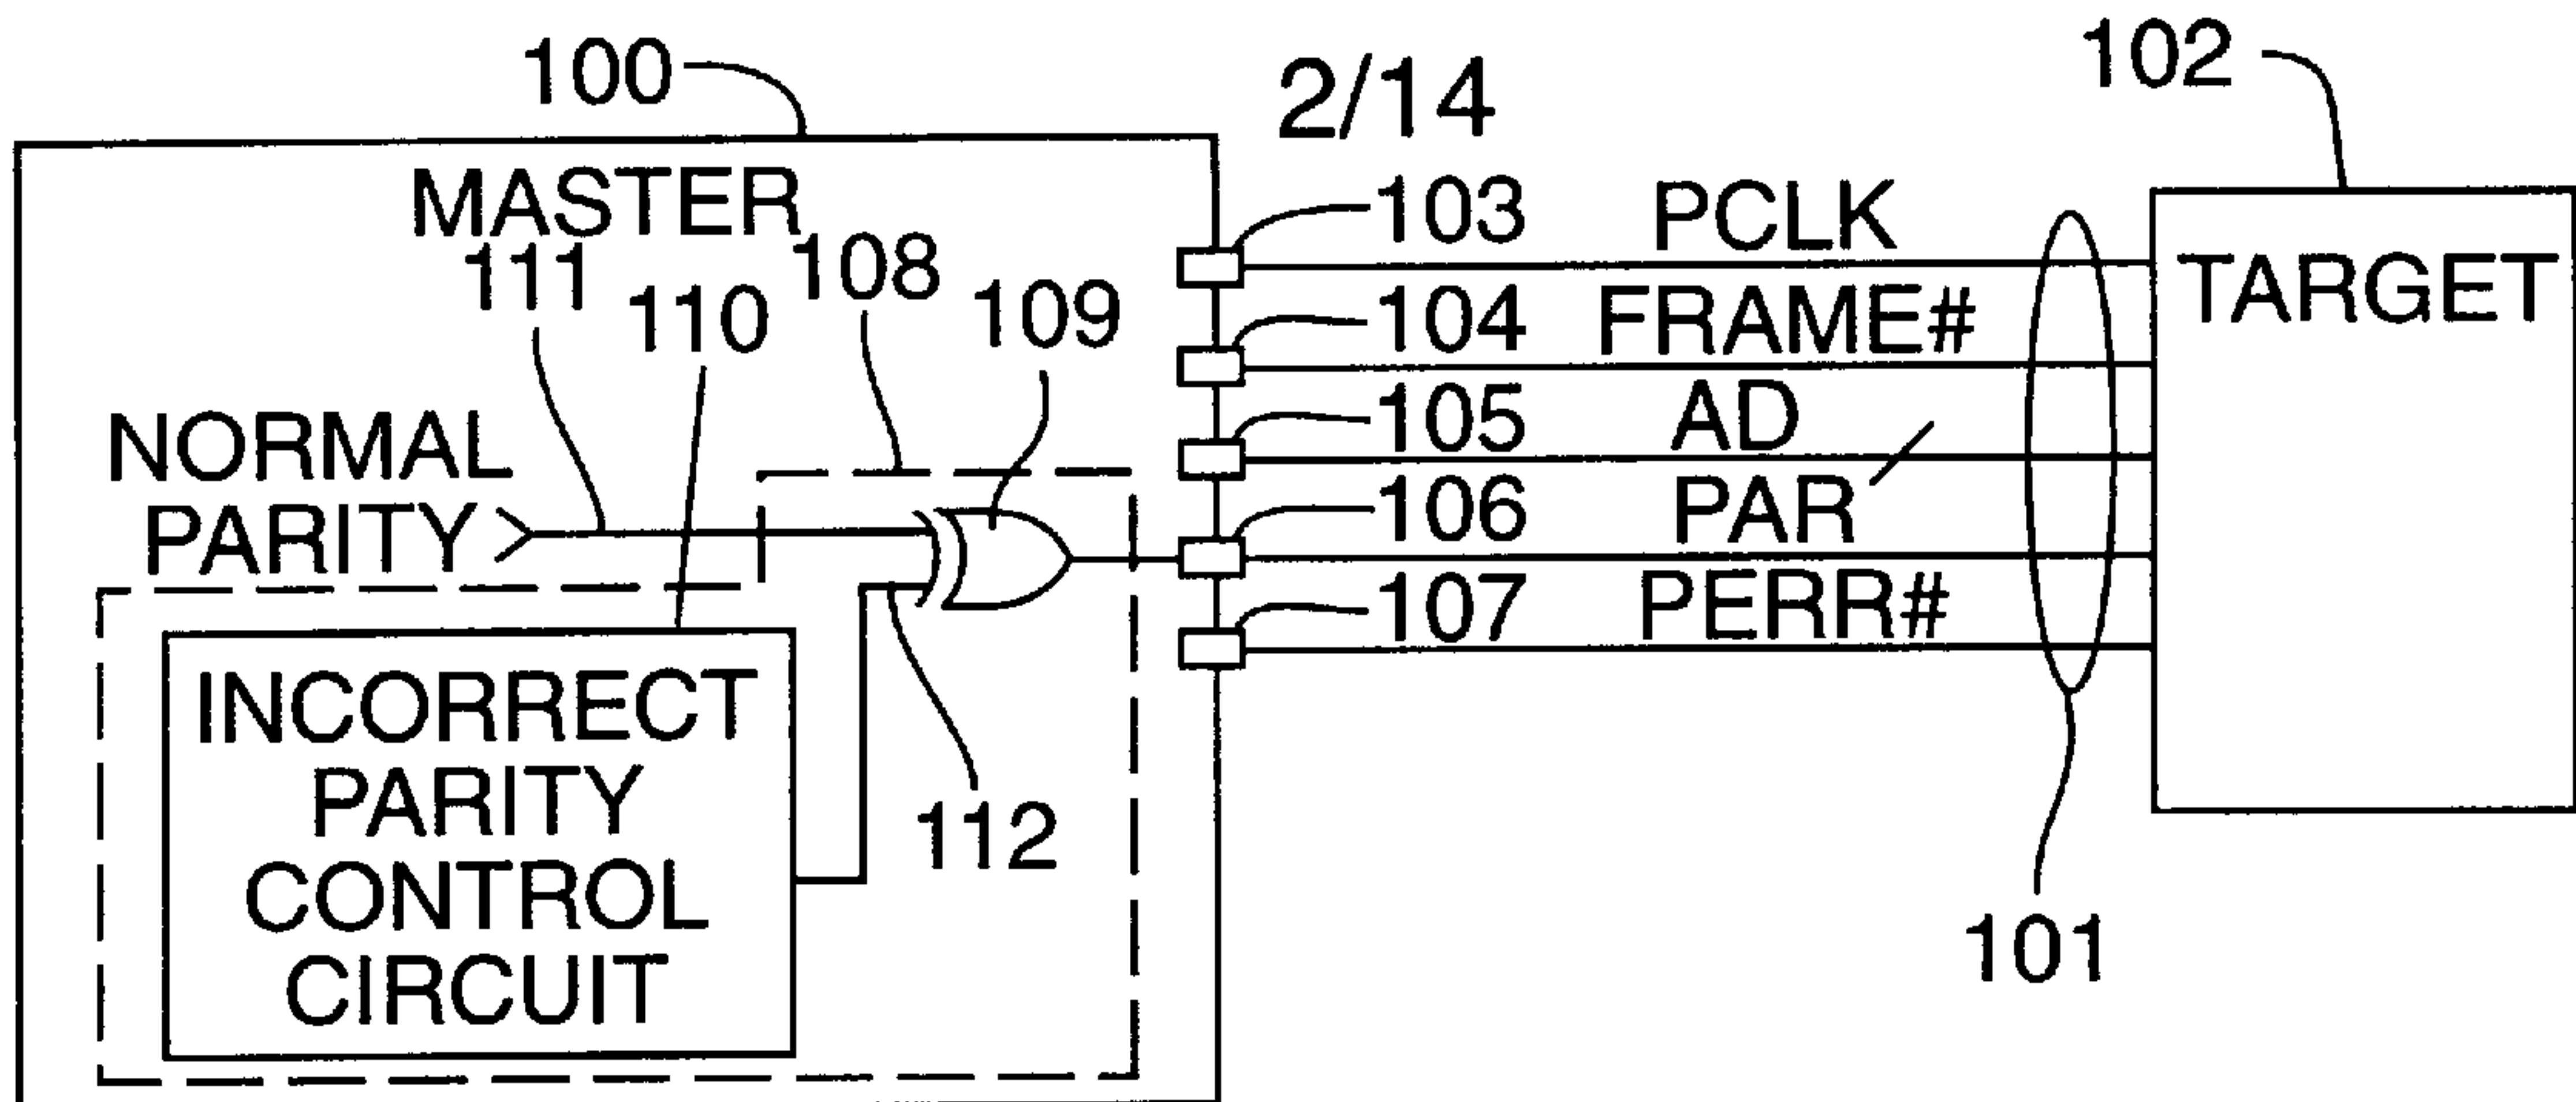 100
2/14
102
MASTER
103
PCLK
TARGET
111
108
110
109
104
FRAME#
105
AD
NORMAL
PARITY
106
PAR
107
PERR#
INCORRECT
PARITY
CONTROL
CIRCUIT
112
101